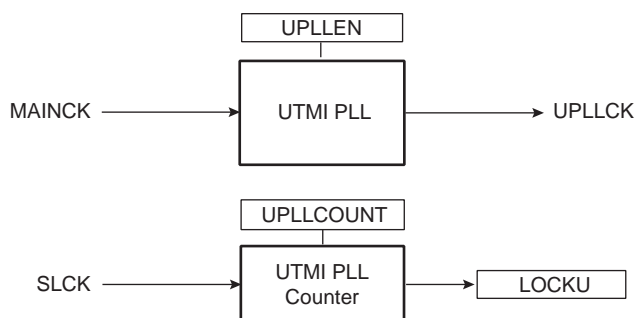 UPLLEN
MAINCK
UTMI PLL
UPLLCK
UPLLCOUNT
SLCK
UTMI PLL
Counter
LOCKU